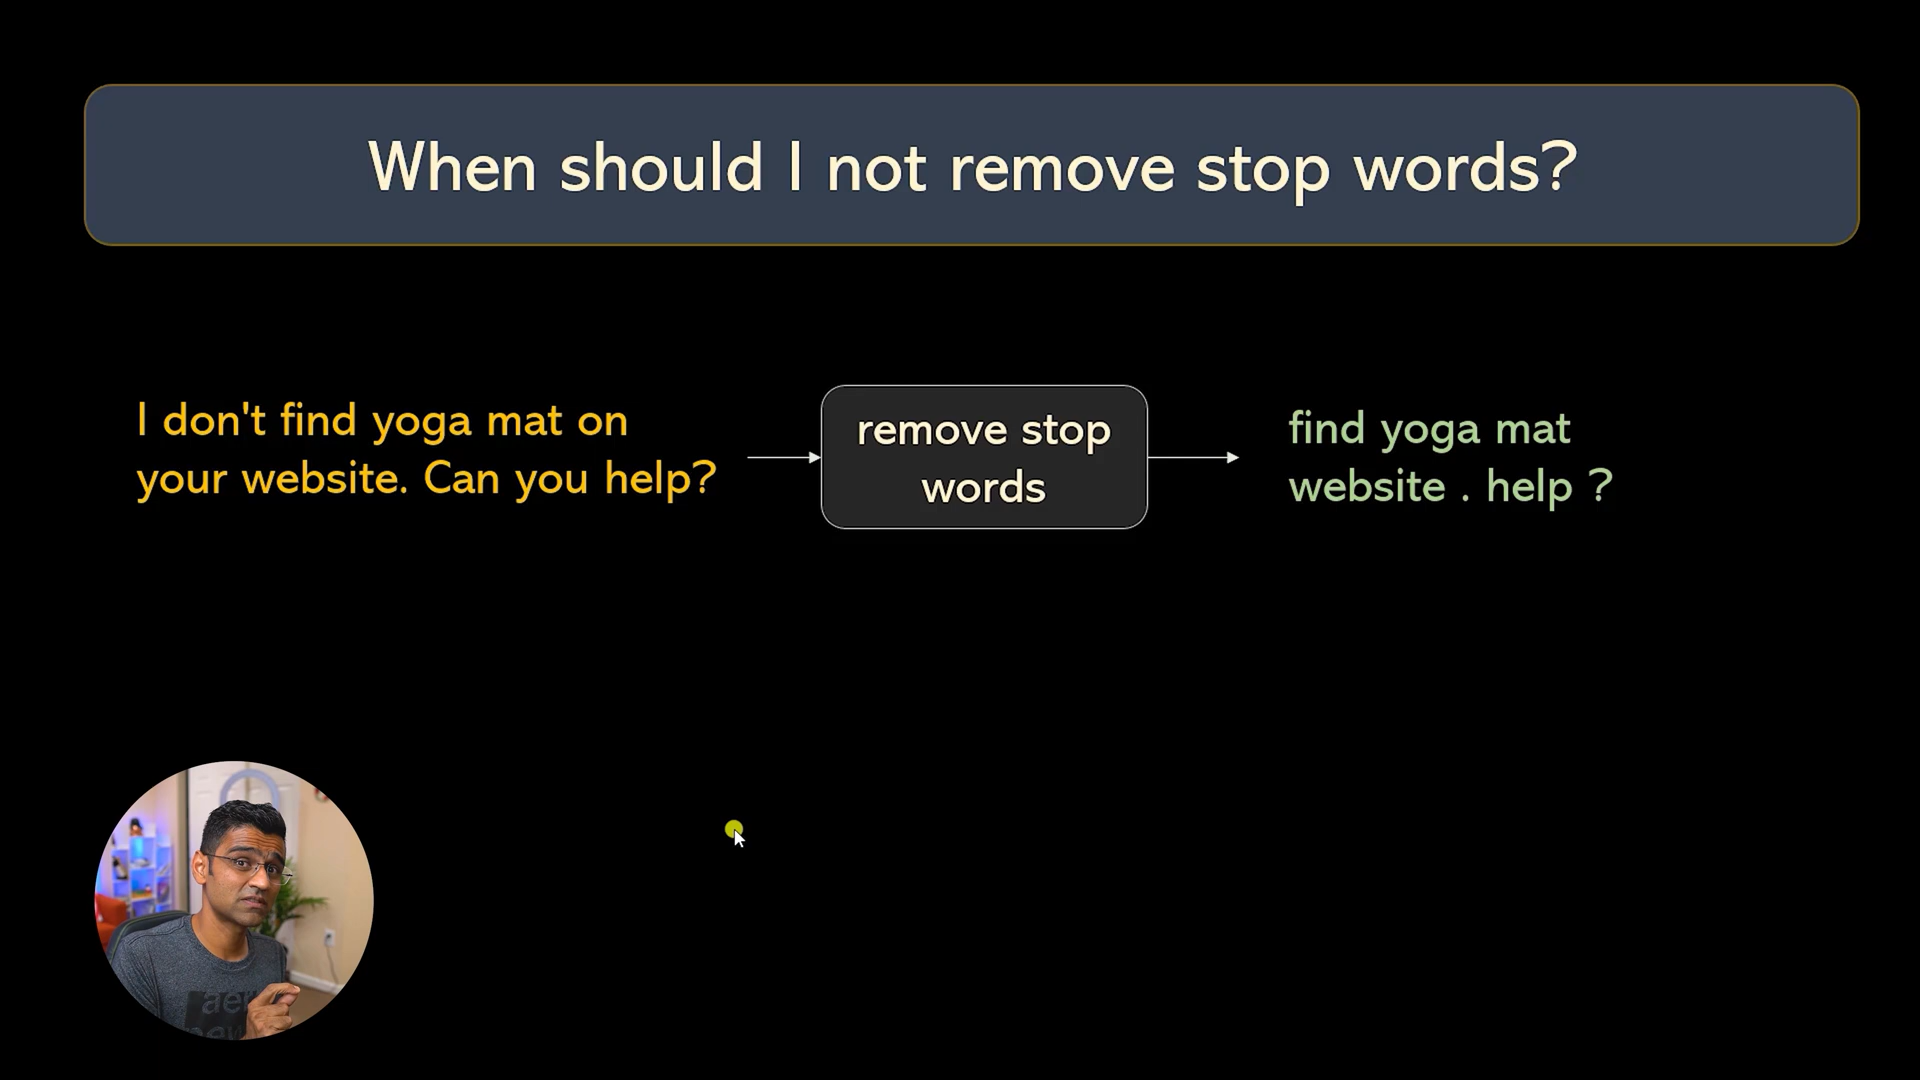 When should I not remove stop words?
I don't find yoga mat on
your website. Can you help?
remove stop
words
find yoga mat
website . help ?